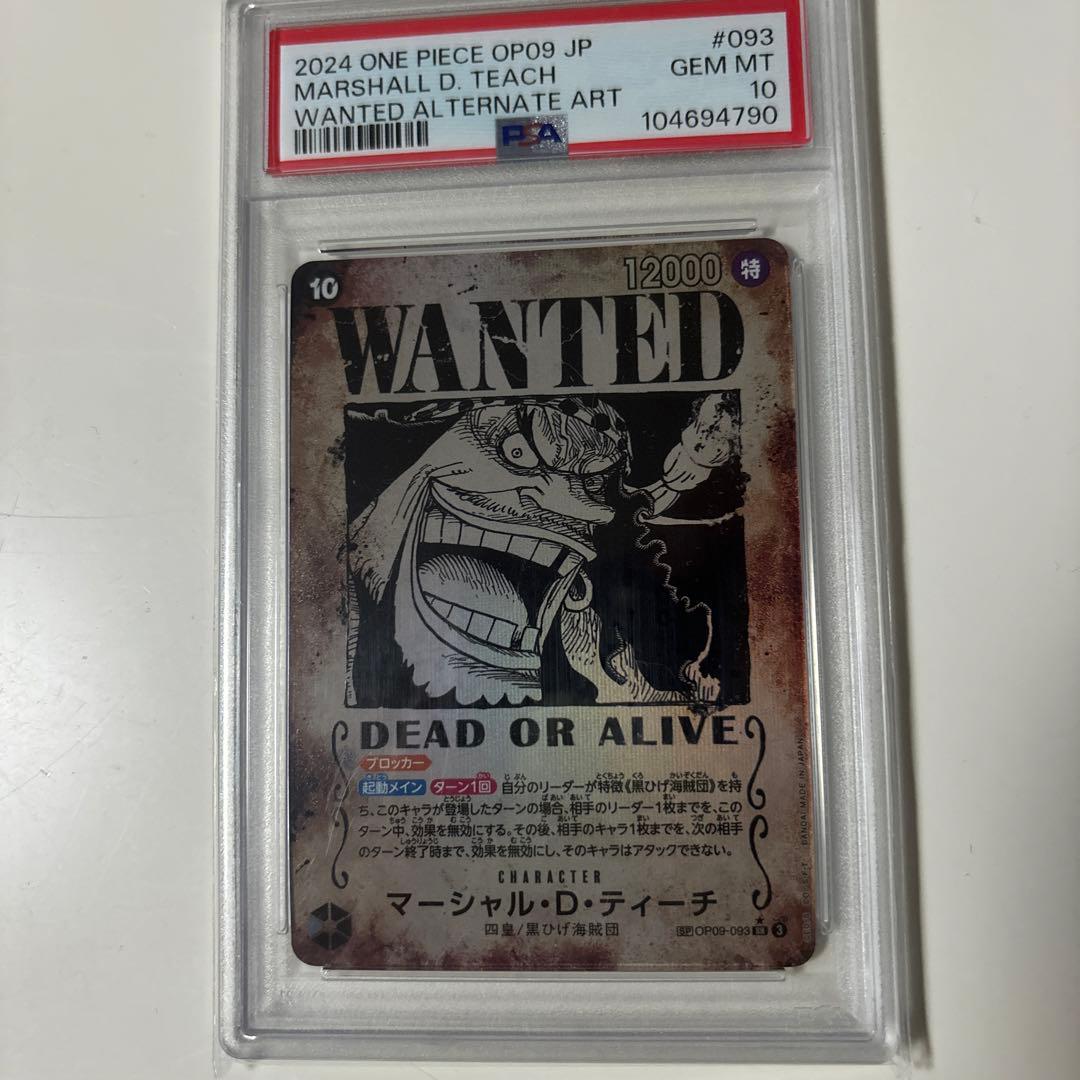 2024 ONE PIECE OP09 JP #093
MARSHALL D. TEACH GEM MT
WANTED ALTERNATE ART 10
PSA 104694790
10 12000 特
WANTED
DEAD OR ALIVE
ブロッカー
起動メイン ターン1回 自分のリーダーが特徴《黒ひげ海賊団》を持
ち、このキャラが登場したターンの場合、相手のリーダー1枚までを、この
ターン中、効果を無効にする。その後、相手のキャラ1枚までを、次の相手
のターン終了時まで、効果を無効にし、そのキャラはアタックできない。
CHARACTER
マーシャル・D・ティーチ
四皇/黒ひげ海賊団
SP OP09-093 SR 3
BANDAI MADE IN JAPAN